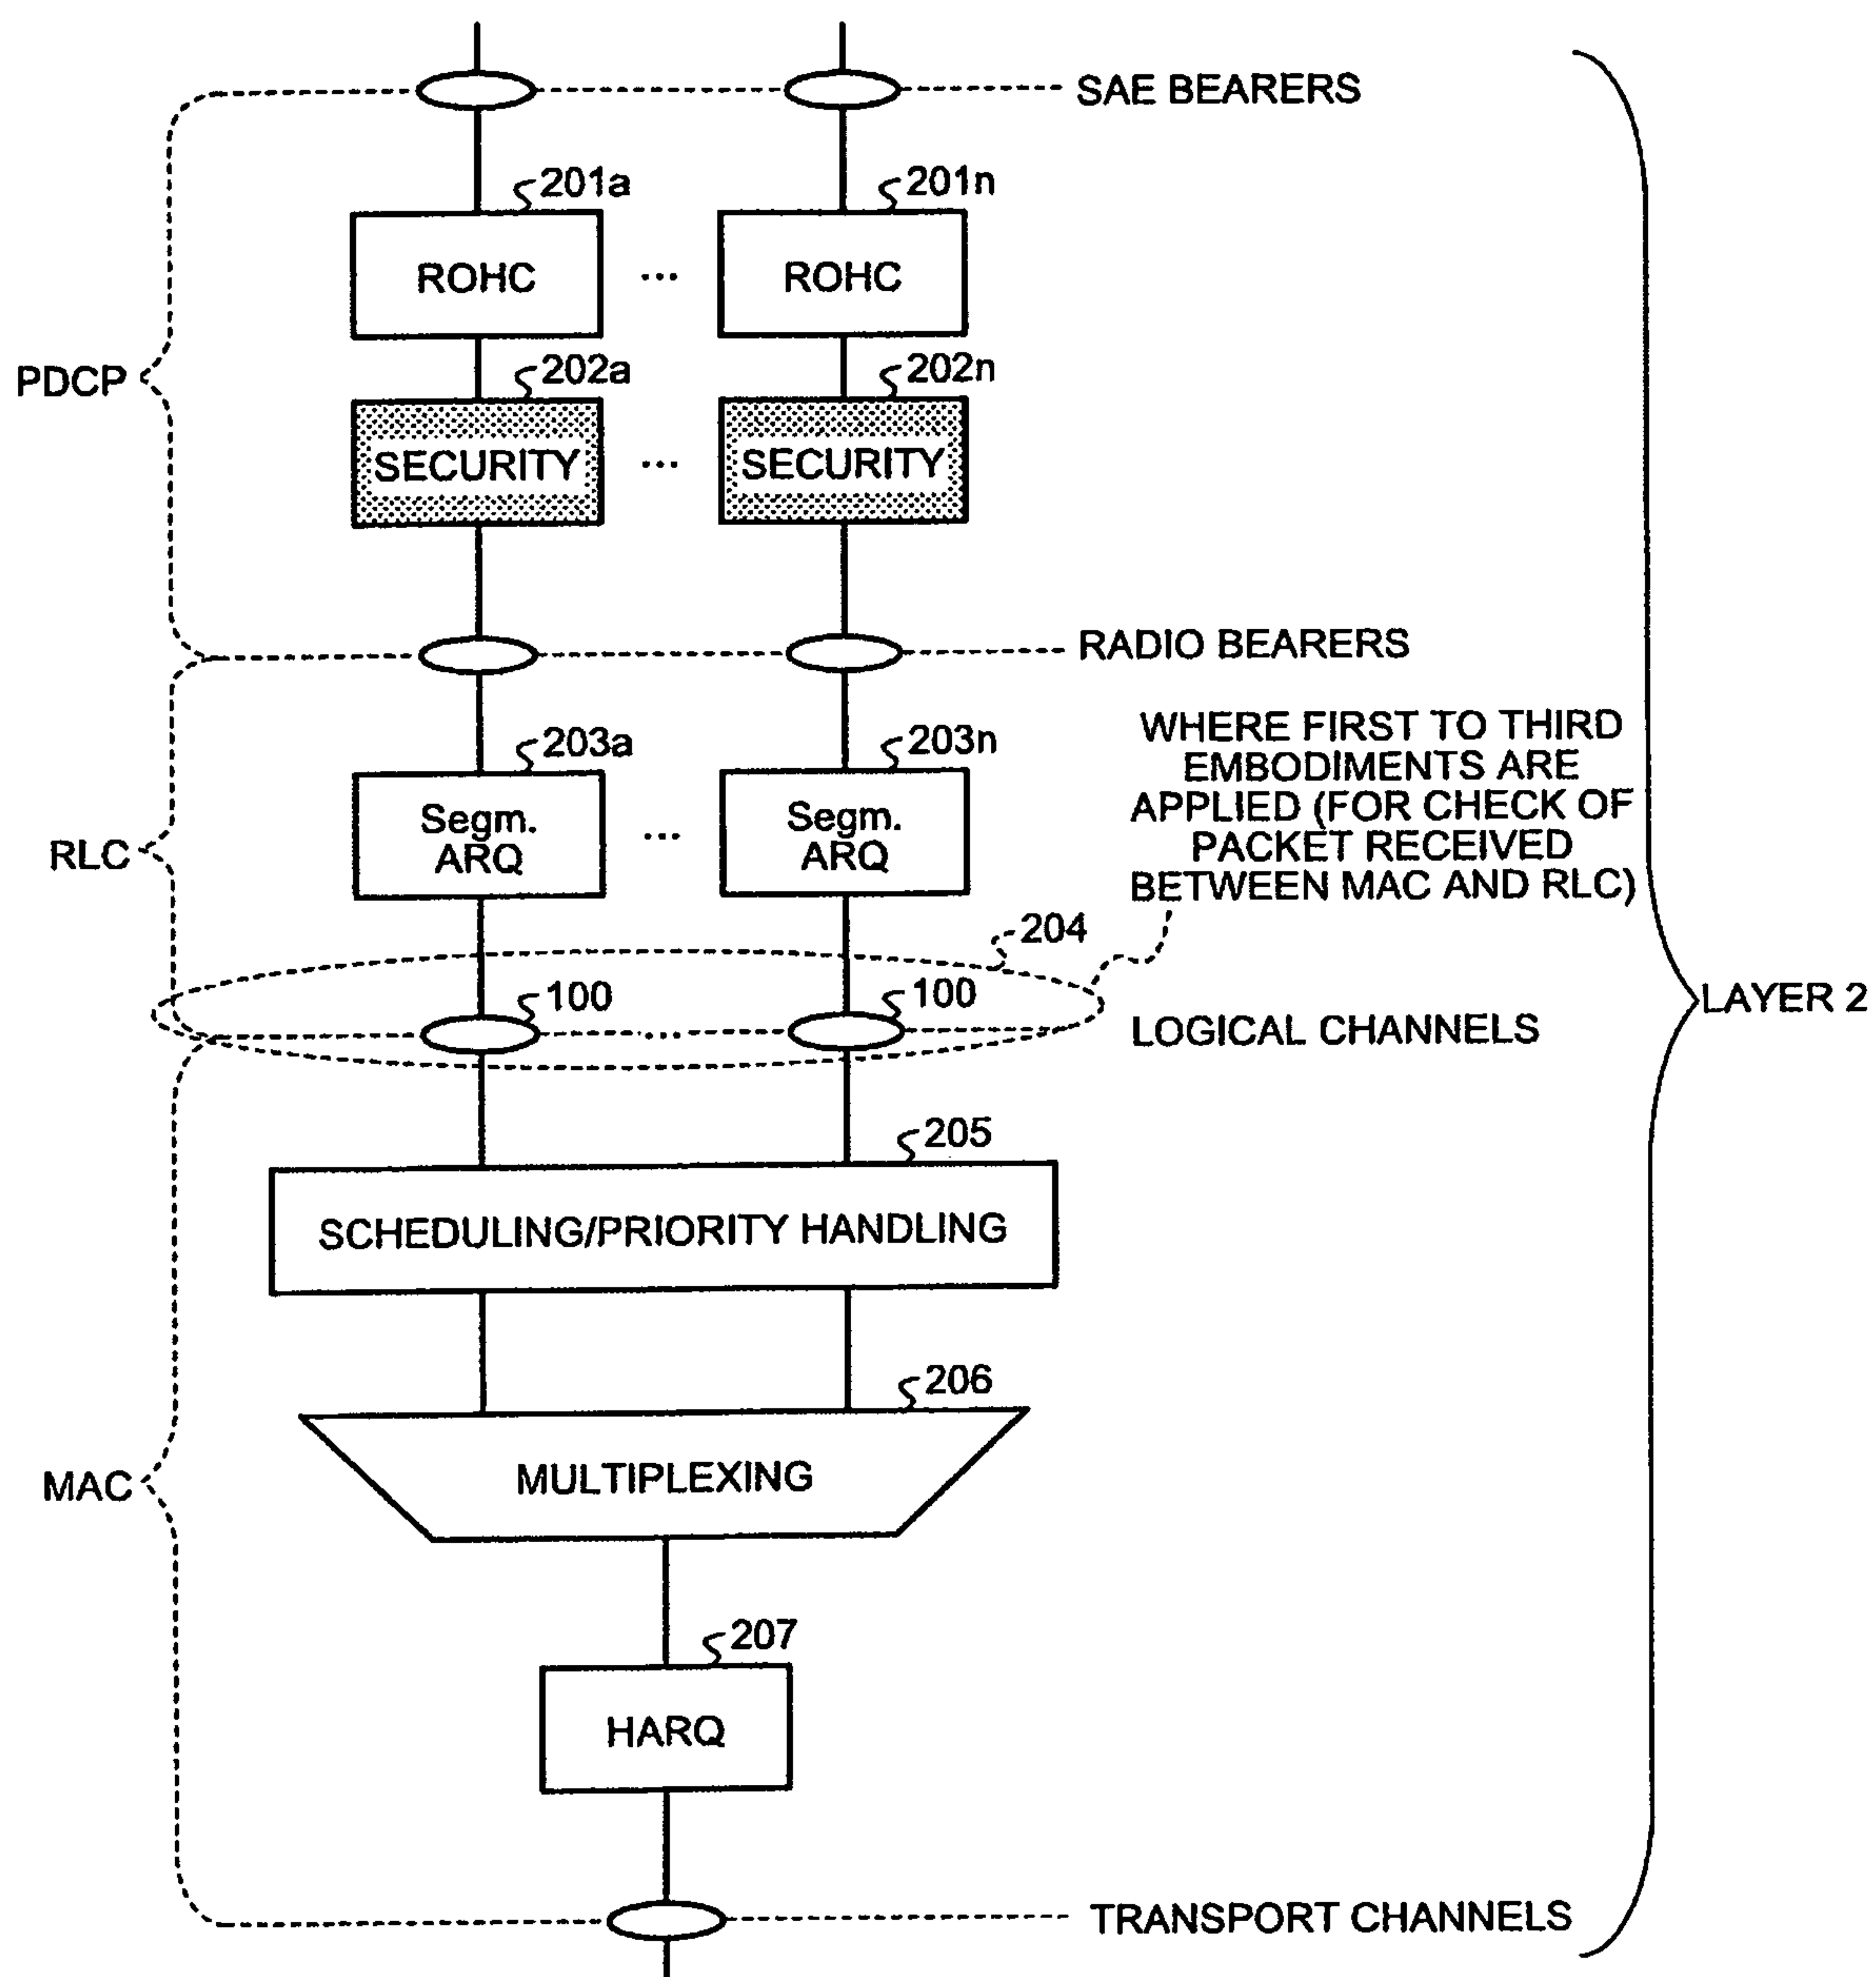 SAE BEARERS
201a
201n
ROHC
...
ROHC
PDCP
202a
202n
SECURITY
...
SECURITY
RADIO BEARERS
203a
203n
Segm.
ARQ
...
Segm.
ARQ
RLC
WHERE FIRST TO THIRD
EMBODIMENTS ARE
APPLIED (FOR CHECK OF
PACKET RECEIVED
BETWEEN MAC AND RLC)
204
100
...
100
LOGICAL CHANNELS
LAYER 2
205
SCHEDULING/PRIORITY HANDLING
206
MULTIPLEXING
MAC
207
HARQ
TRANSPORT CHANNELS